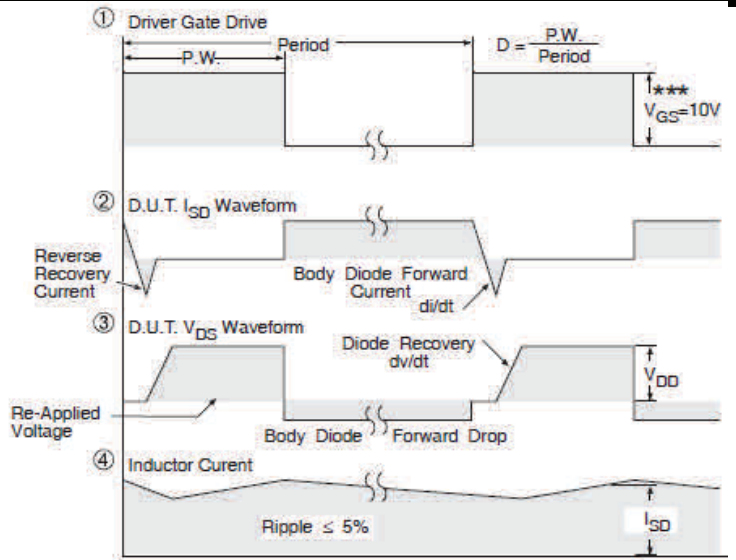 ① Driver Gate Drive
P.W.
Period
D = P.W.
Period
***
VGS=10V
② D.U.T. ISD Waveform
Reverse
Recovery
Current
Body Diode Forward
Current
di/dt
③ D.U.T. VDS Waveform
Diode Recovery
dv/dt
VDD
Re-Applied
Voltage
Body Diode Forward Drop
④ Inductor Curent
Ripple ≤ 5%
ISD